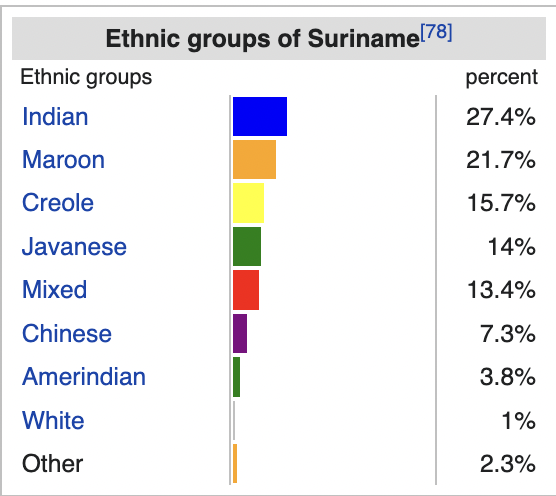 Ethnic groups of Suriname[78]
Ethnic groups percent
Indian 27.4%
Maroon 21.7%
Creole 15.7%
Javanese 14%
Mixed 13.4%
Chinese 7.3%
Amerindian 3.8%
White 1%
Other 2.3%